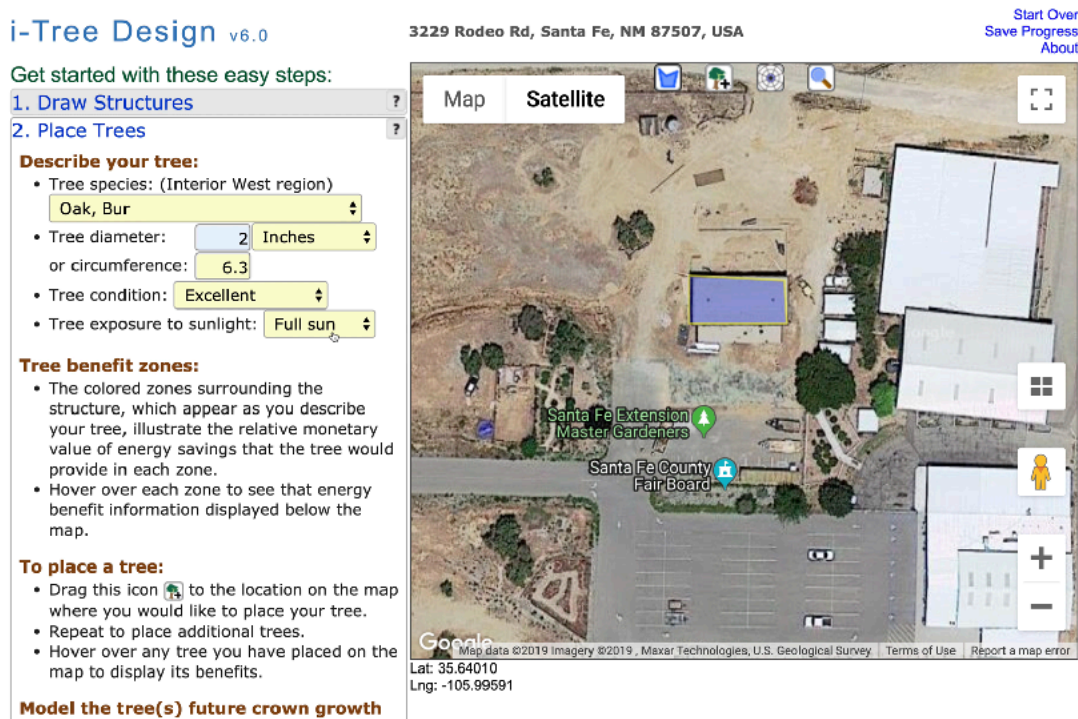 i-Tree Design v6.0
3229 Rodeo Rd, Santa Fe, NM 87507, USA
Start Over
Save Progress
About
Get started with these easy steps:
1. Draw Structures ?
2. Place Trees ?
Describe your tree:
• Tree species: (Interior West region)
Oak, Bur
• Tree diameter: 2 Inches
or circumference: 6.3
• Tree condition: Excellent
• Tree exposure to sunlight: Full sun
Tree benefit zones:
• The colored zones surrounding the
structure, which appear as you describe
your tree, illustrate the relative monetary
value of energy savings that the tree would
provide in each zone.
• Hover over each zone to see that energy
benefit information displayed below the
map.
To place a tree:
• Drag this icon to the location on the map
where you would like to place your tree.
• Repeat to place additional trees.
• Hover over any tree you have placed on the
map to display its benefits.
Model the tree(s) future crown growth
Map Satellite
Santa Fe Extension
Master Gardeners
Santa Fe County
Fair Board
Google
Map data ©2019 Imagery ©2019 , Maxar Technologies, U.S. Geological Survey Terms of Use Report a map error
Lat: 35.64010
Lng: -105.99591